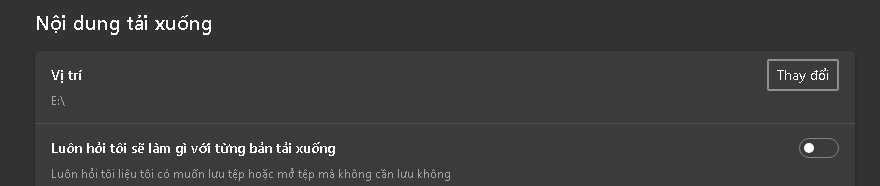 Nội dung tải xuống
Vị trí
Thay đổi
E:\
Luôn hỏi tôi sẽ làm gì với từng bản tải xuống
Luôn hỏi tôi liệu tôi có muốn lưu tệp hoặc mở tệp mà không cần lưu không